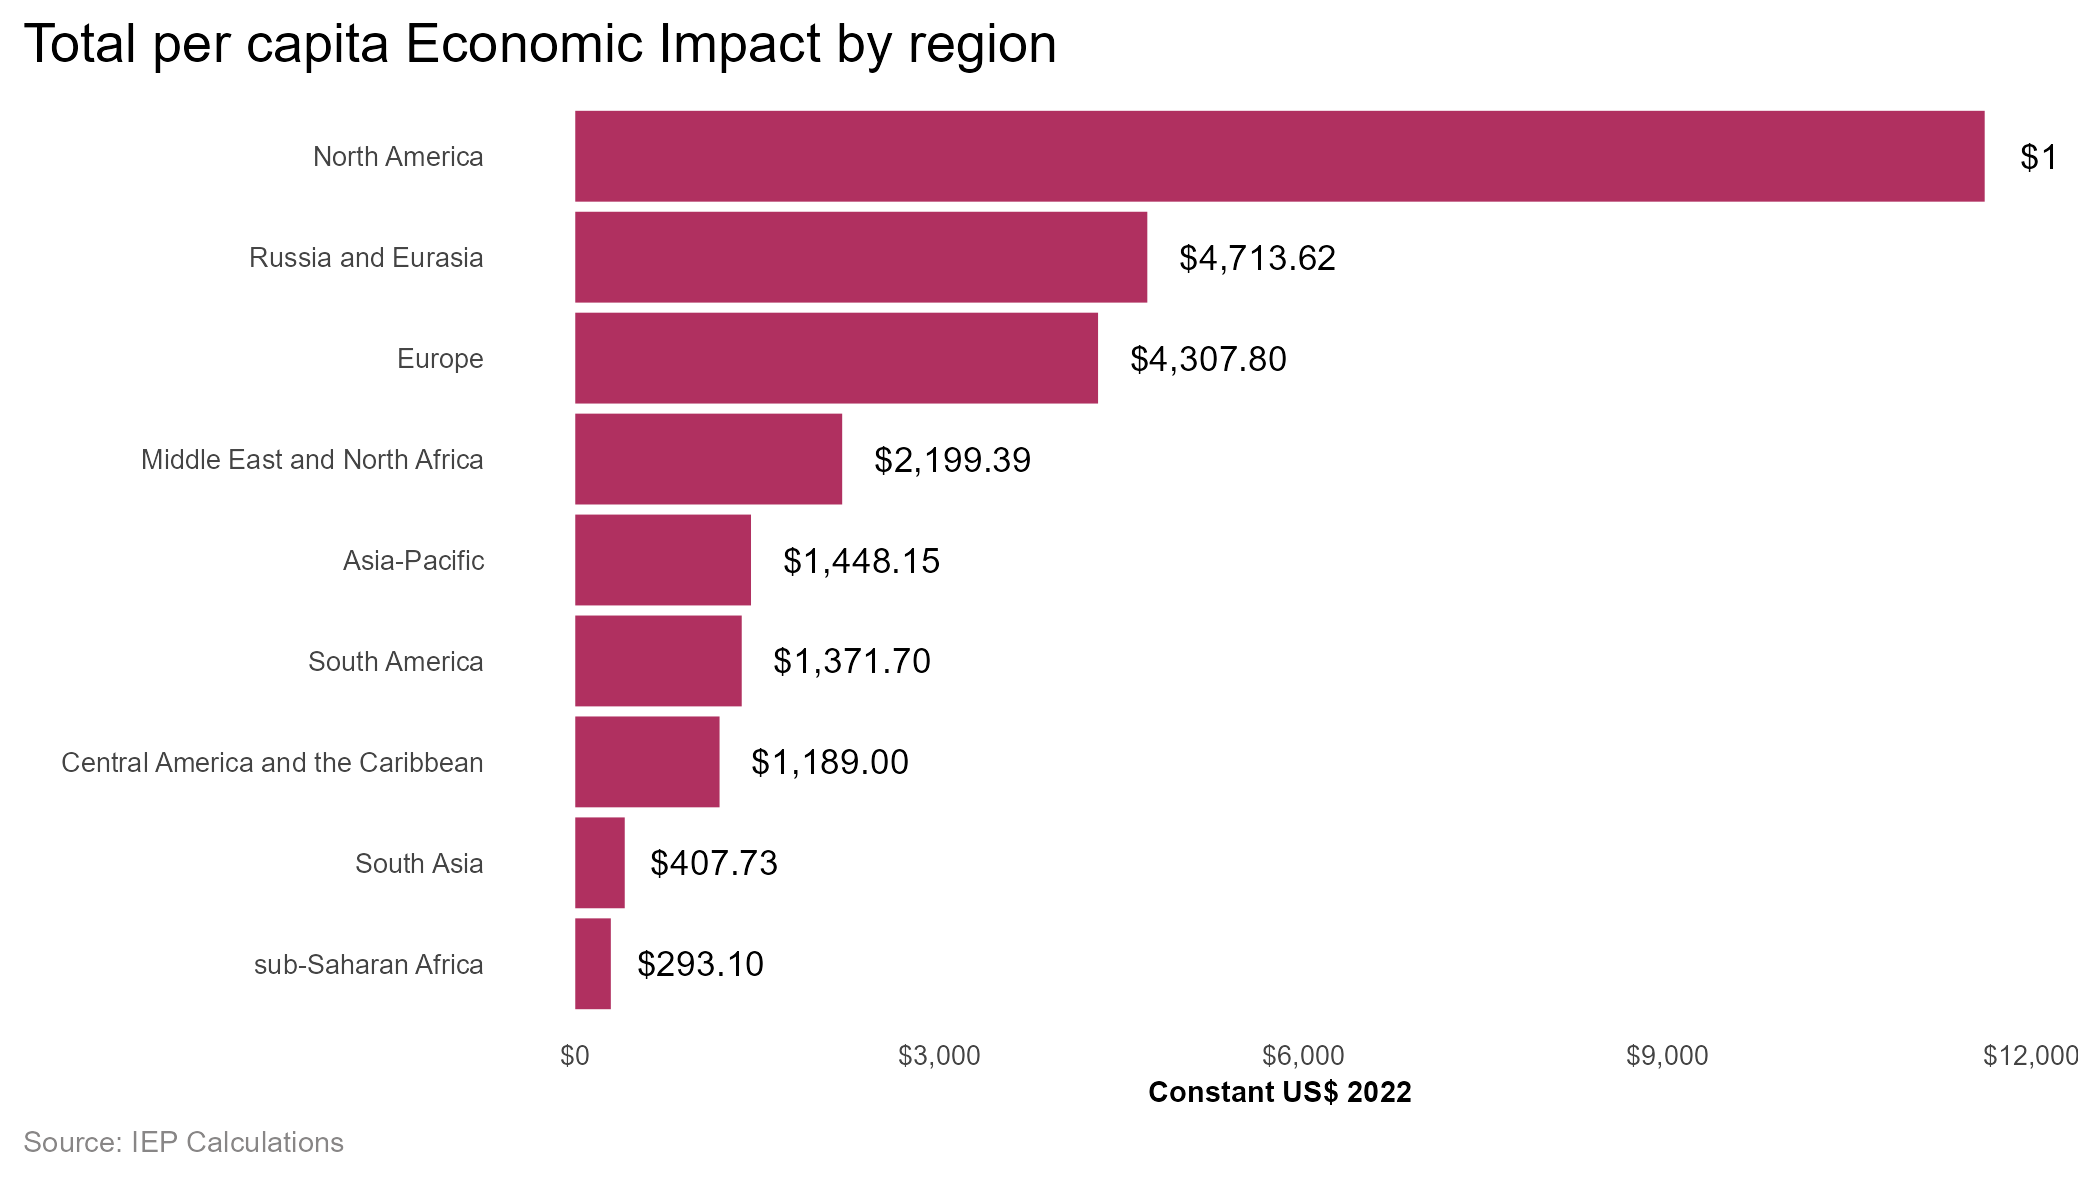 Total per capita Economic Impact by region
North America $1
Russia and Eurasia $4,713.62
Europe $4,307.80
Middle East and North Africa $2,199.39
Asia-Pacific $1,448.15
South America $1,371.70
Central America and the Caribbean $1,189.00
South Asia $407.73
sub-Saharan Africa $293.10
$0 $3,000 $6,000 $9,000 $12,000
Constant US$ 2022
Source: IEP Calculations